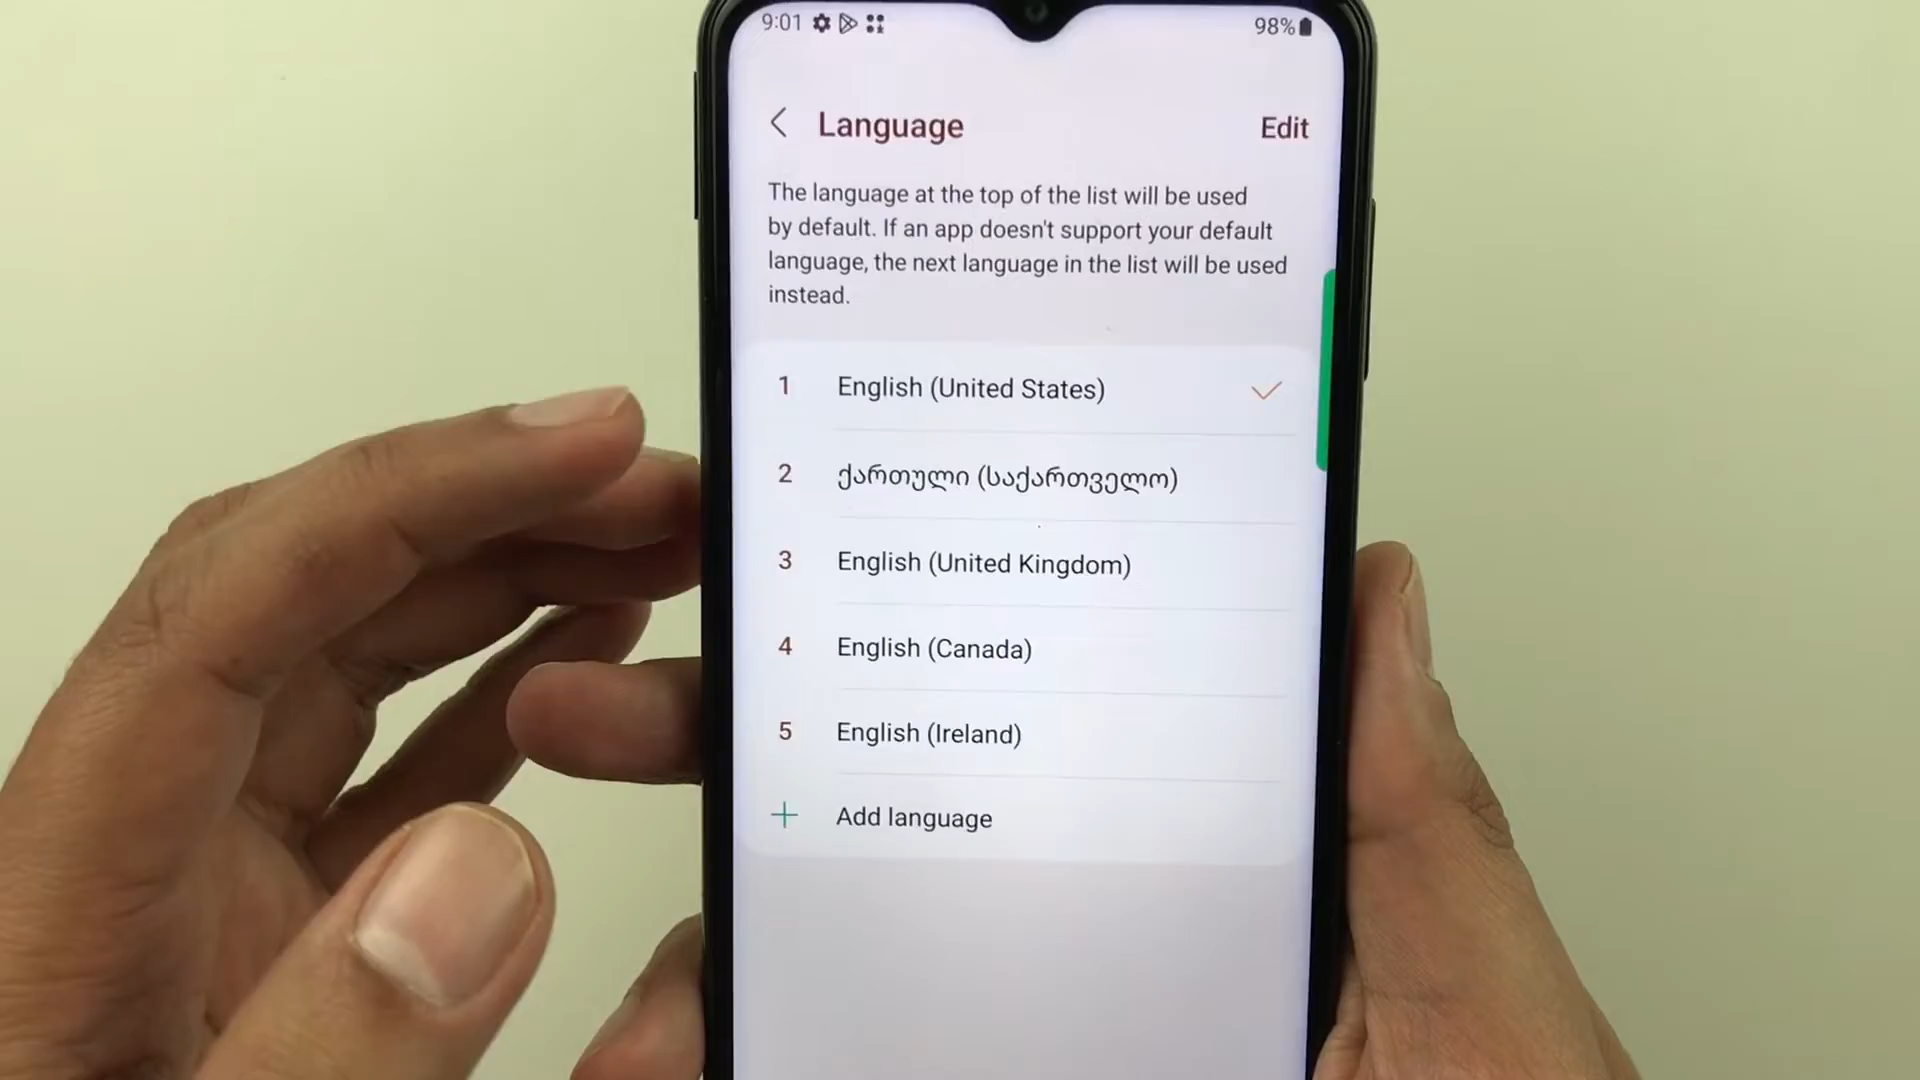 9:01
98%
Language
Edit
The language at the top of the list will be used
by default. If an app doesn't support your default
language, the next language in the list will be used
instead.
1 English (United States)
2 ქართული (საქართველო)
3 English (United Kingdom)
4 English (Canada)
5 English (Ireland)
+ Add language